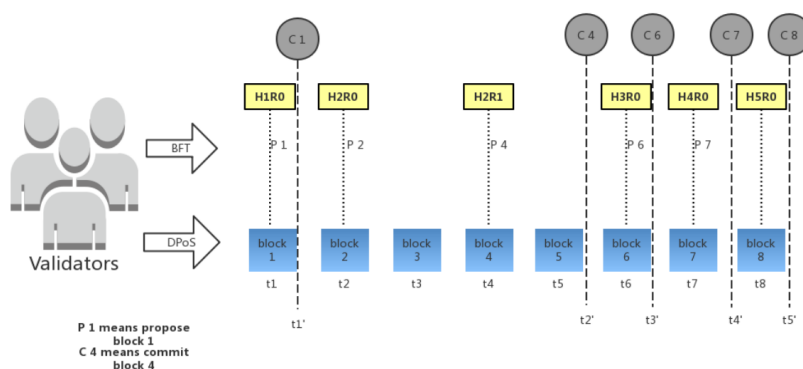 C 1
C 4
C 6
C 7
C 8
H1R0
H2R0
H2R1
H3R0
H4R0
H5R0
BFT
P 1
P 2
P 4
P 6
P 7
DPoS
block
1
block
2
block
3
block
4
block
5
block
6
block
7
block
8
Validators
t1
t2
t3
t4
t5
t6
t7
t8
t1'
t2'
t3'
t4'
t5'
P 1 means propose
block 1
C 4 means commit
block 4